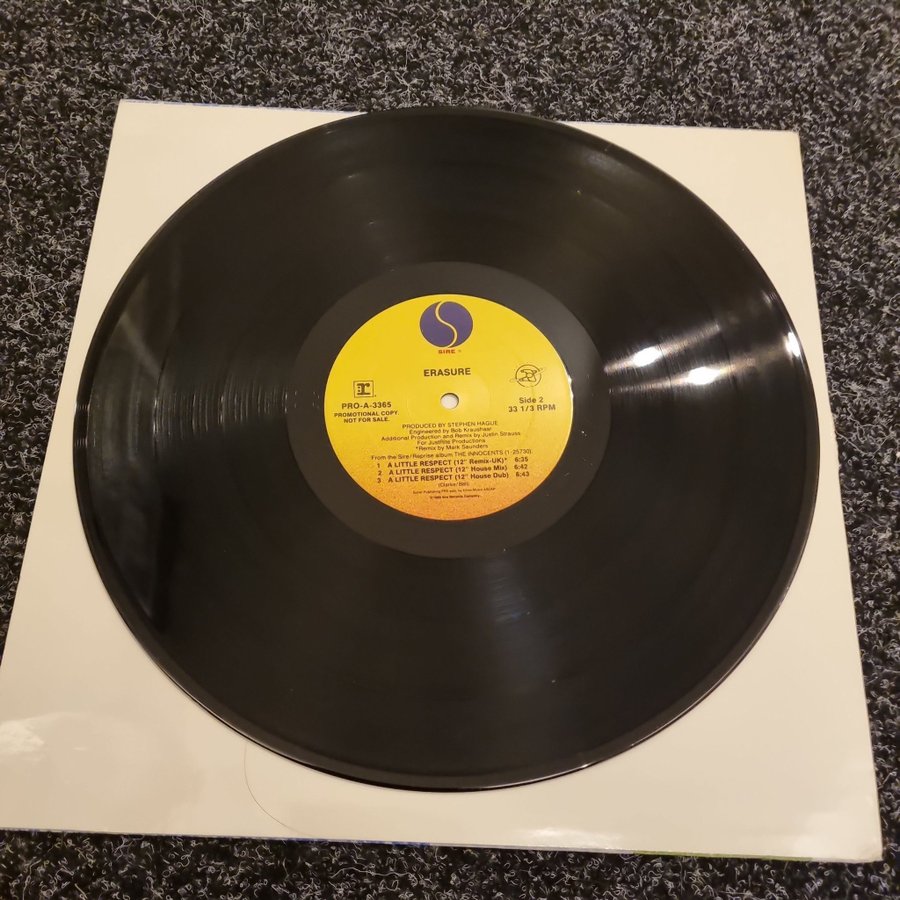 SIRE
ERASURE
r
PRO-A-3365
PROMOTIONAL COPY
NOT FOR SALE.
Side 2
33 1/3 RPM
PRODUCED BY STEPHEN HAGUE
Engineered by Bob Kraushaar
Additional Production and Remix by Justin Strauss
For JustRite Productions
*Remix by Mark Saunders
From the Sire/Reprise album THE INNOCENTS (1-25730)
1 A LITTLE RESPECT (12" Remix-UK)* 6:35
2 A LITTLE RESPECT (12" House Mix) 6:42
3 A LITTLE RESPECT (12" House Dub) 6:43
(Clarke/Bell)